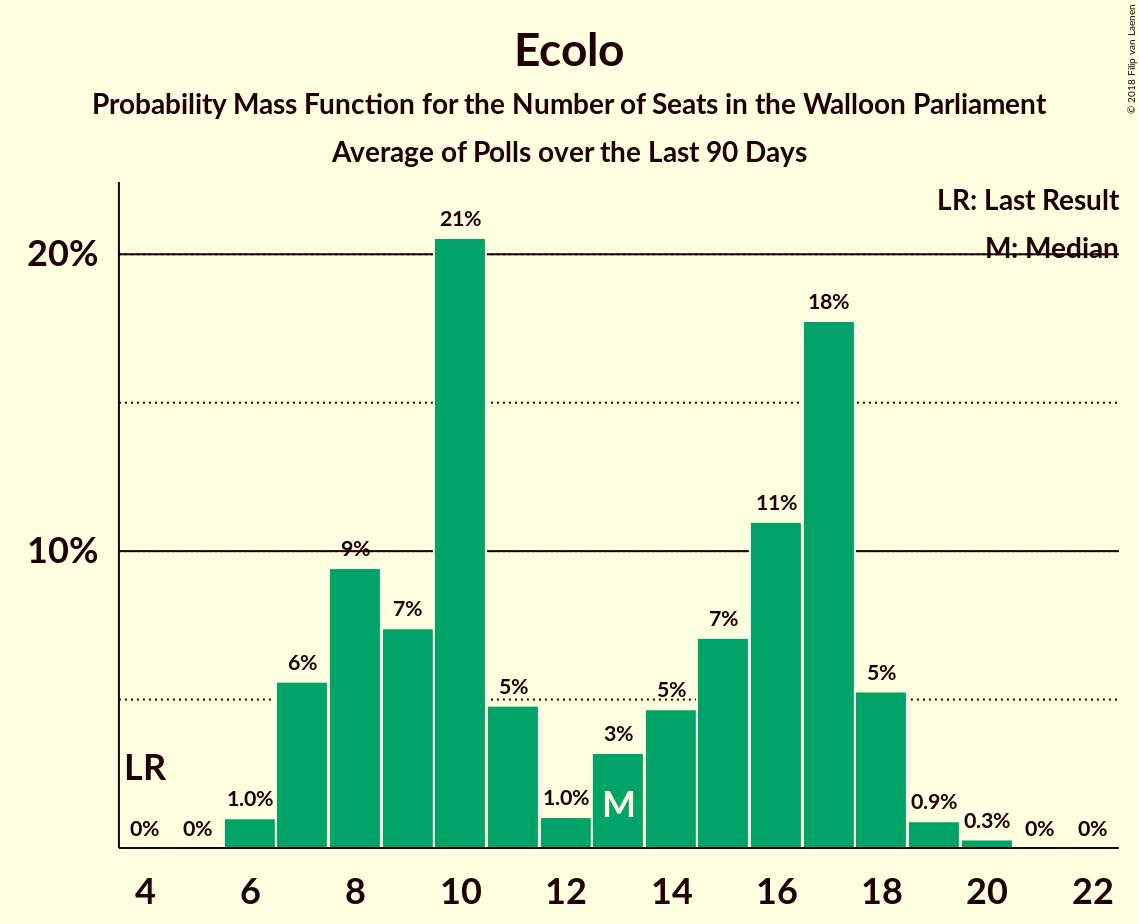 Ecolo
Probability Mass Function for the Number of Seats in the Walloon Parliament
Average of Polls over the Last 90 Days
© 2018 Filip van Laenen
LR: Last Result
M: Median
20%
10%
LR
0%
0%
1.0%
6%
9%
7%
21%
5%
1.0%
3%
M
5%
7%
11%
18%
5%
0.9%
0.3%
0%
0%
4 6 8 10 12 14 16 18 20 22